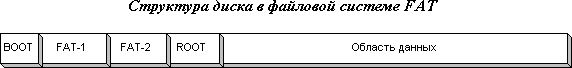 Структура диска в файловой системе FAT
BOOT FAT-1 FAT-2 ROOT Область данных